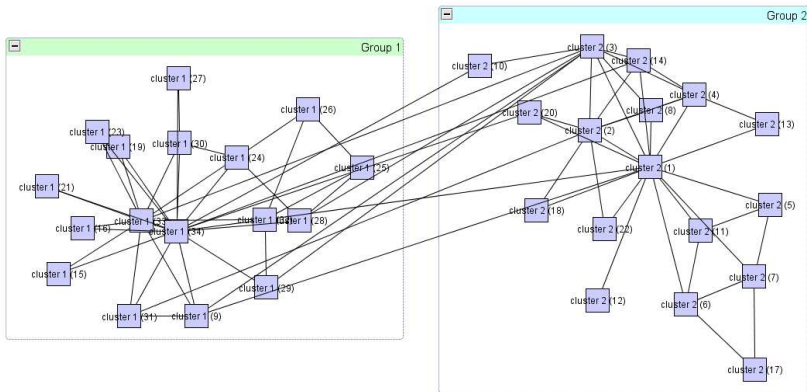 Group 2
Group 1
cluster 2 (3)
cluster 2 (14)
cluster 2 (10)
cluster 1 (27)
cluster 2 (4)
cluster 1 (26)
cluster 2 (8)
cluster 2 (20)
cluster 2 (13)
cluster 2 (2)
cluster 1 (23)
cluster 1 (30)
cluster 1 (19)
cluster 1 (24)
cluster 1 (25)
cluster 2 (1)
cluster 1 (21)
cluster 2 (5)
cluster 2 (18)
cluster 1
cluster 1
cluster 1 (28)
cluster 1 (16)
cluster 2 (22)
cluster 1 (34)
cluster 2 (11)
cluster 1 (15)
cluster 2 (7)
cluster 1 (29)
cluster 2 (12)
cluster 2 (6)
cluster 1 (31)
cluster 1 (9)
cluster 2 (17)